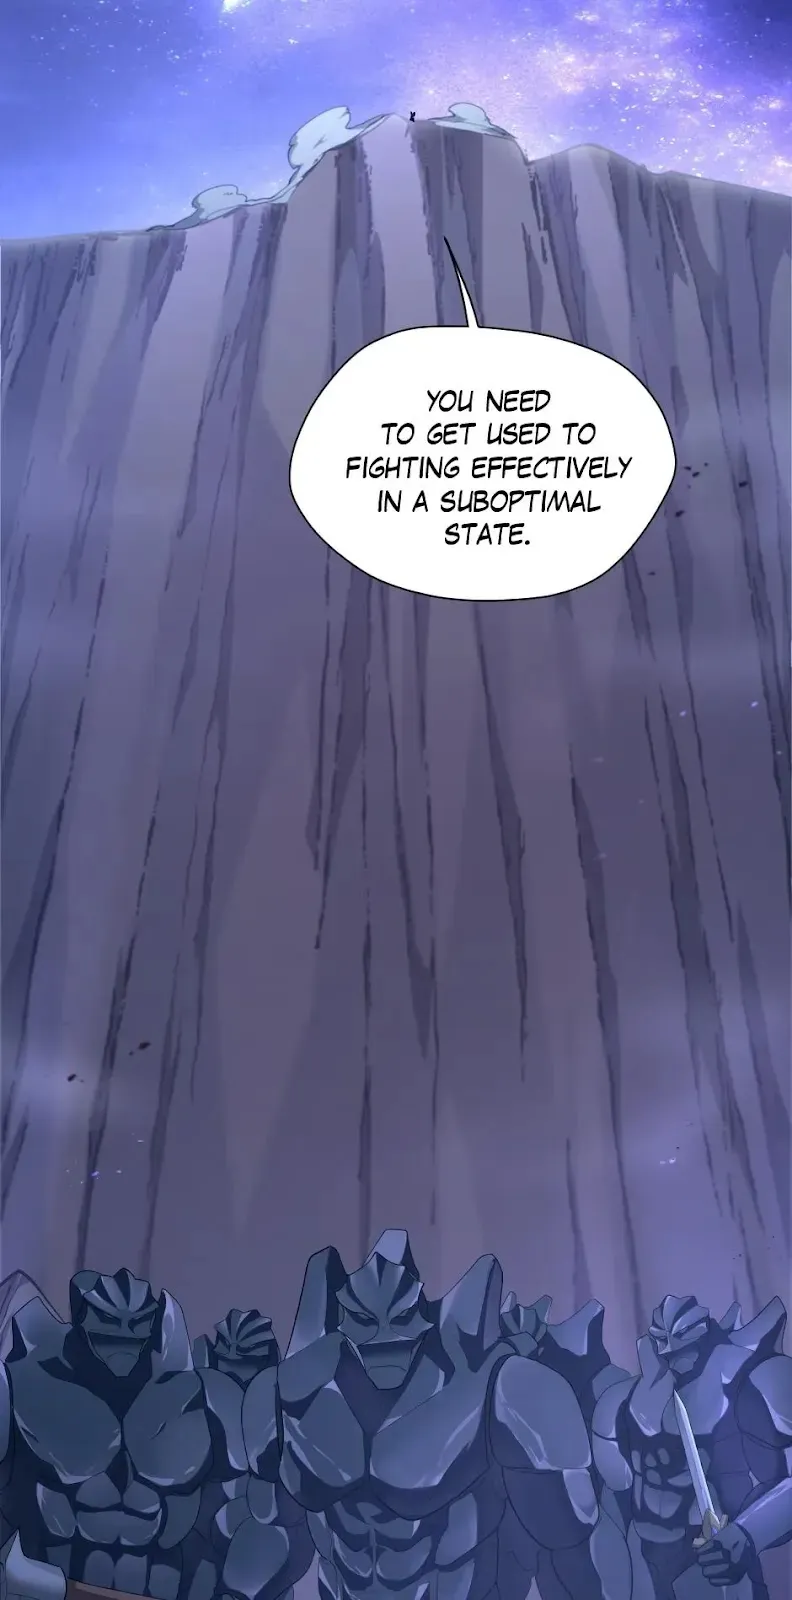 YOU NEED
TO GET USED TO
FIGHTING EFFECTIVELY
IN A SUBOPTIMAL
STATE.